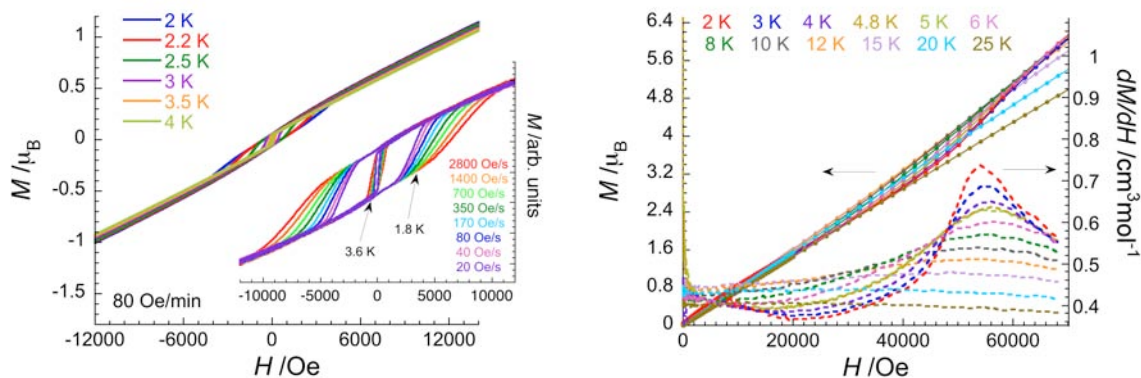 2 K
2.2 K
2.5 K
3 K
3.5 K
4 K
1
0.5
0
-0.5
-1
-1.5
M /μB
80 Oe/min
-12000 -6000 0 6000 12000
H /Oe
2800 Oe/s
1400 Oe/s
700 Oe/s
350 Oe/s
170 Oe/s
80 Oe/s
40 Oe/s
20 Oe/s
3.6 K
1.8 K
M /arb. units
-10000 -5000 0 5000 10000
2 K 3 K 4 K 4.8 K 5 K 6 K
8 K 10 K 12 K 15 K 20 K 25 K
6.4
5.6
4.8
4
3.2
2.4
1.6
0.8
0
M /μB
1
0.9
0.8
0.7
0.6
0.5
0.4
dM/dH /cm³mol⁻¹
0 20000 40000 60000
H /Oe